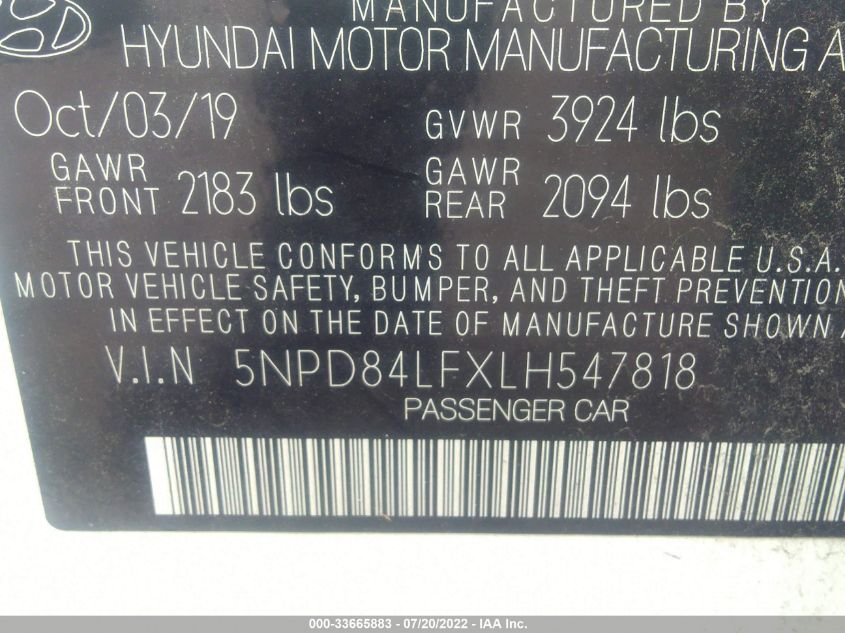 MANUFACTURED BY
HYUNDAI MOTOR MANUFACTURING A
Oct/03/19 GVWR 3924 lbs
GAWR FRONT 2183 lbs GAWR REAR 2094 lbs
THIS VEHICLE CONFORMS TO ALL APPLICABLE U.S.A.
MOTOR VEHICLE SAFETY, BUMPER, AND THEFT PREVENTION
IN EFFECT ON THE DATE OF MANUFACTURE SHOWN A
V.I.N 5NPD84LFXLH547818
PASSENGER CAR
000-33665883 - 07/20/2022 - IAA Inc.